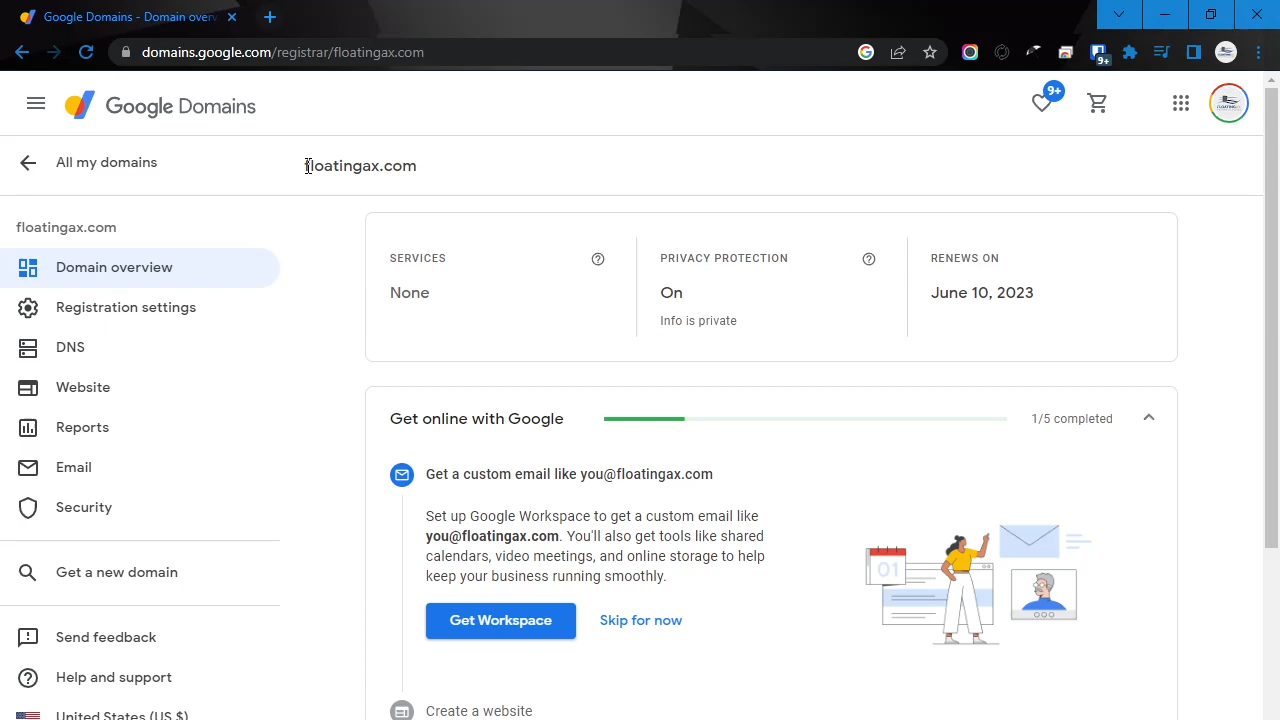 Google Domains - Domain overv
domains.google.com/registrar/floatingax.com
9+
Google Domains
9+
All my domains
floatingax.com
floatingax.com
Domain overview
Registration settings
DNS
Website
Reports
Email
Security
Get a new domain
Send feedback
Help and support
United States (US $)
SERVICES
None
PRIVACY PROTECTION
On
Info is private
RENEWS ON
June 10, 2023
Get online with Google
1/5 completed
Get a custom email like you@floatingax.com
Set up Google Workspace to get a custom email like
you@floatingax.com. You'll also get tools like shared
calendars, video meetings, and online storage to help
keep your business running smoothly.
Get Workspace
Skip for now
01
Create a website